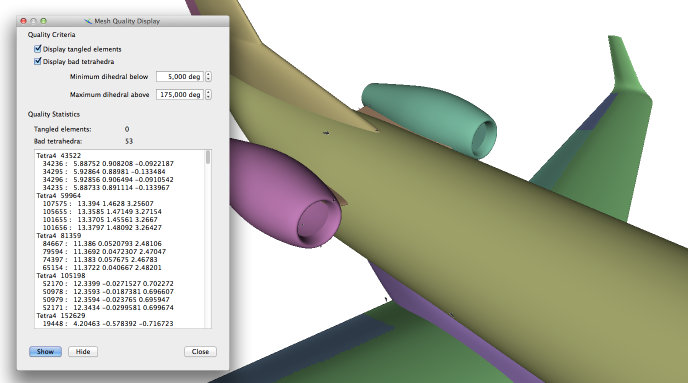 Mesh Quality Display
Quality Criteria
Display tangled elements
Display bad tetrahedra
Minimum dihedral below 5,000 deg
Maximum dihedral above 175,000 deg
Quality Statistics
Tangled elements: 0
Bad tetrahedra: 53
Tetra4 43522
34236 : 5.88752 0.908208 -0.0922187
34295 : 5.92864 0.88981 -0.133484
34296 : 5.92856 0.906494 -0.0910542
34235 : 5.88733 0.891114 -0.133967
Tetra4 59964
107575 : 13.394 1.4628 3.25607
105655 : 13.3585 1.47149 3.27154
101655 : 13.3705 1.45561 3.2667
101656 : 13.3797 1.48092 3.26427
Tetra4 81359
84667 : 11.386 0.0520793 2.48106
79594 : 11.3692 0.0472307 2.47047
74397 : 11.383 0.057675 2.46783
65154 : 11.3722 0.040667 2.48201
Tetra4 105198
52170 : 12.3399 -0.0271527 0.702272
50978 : 12.3593 -0.0187381 0.696607
50979 : 12.3594 -0.023765 0.695947
52171 : 12.3434 -0.0299581 0.699674
Tetra4 152629
19448 : 4.20463 -0.578392 -0.716723
Show Hide Close